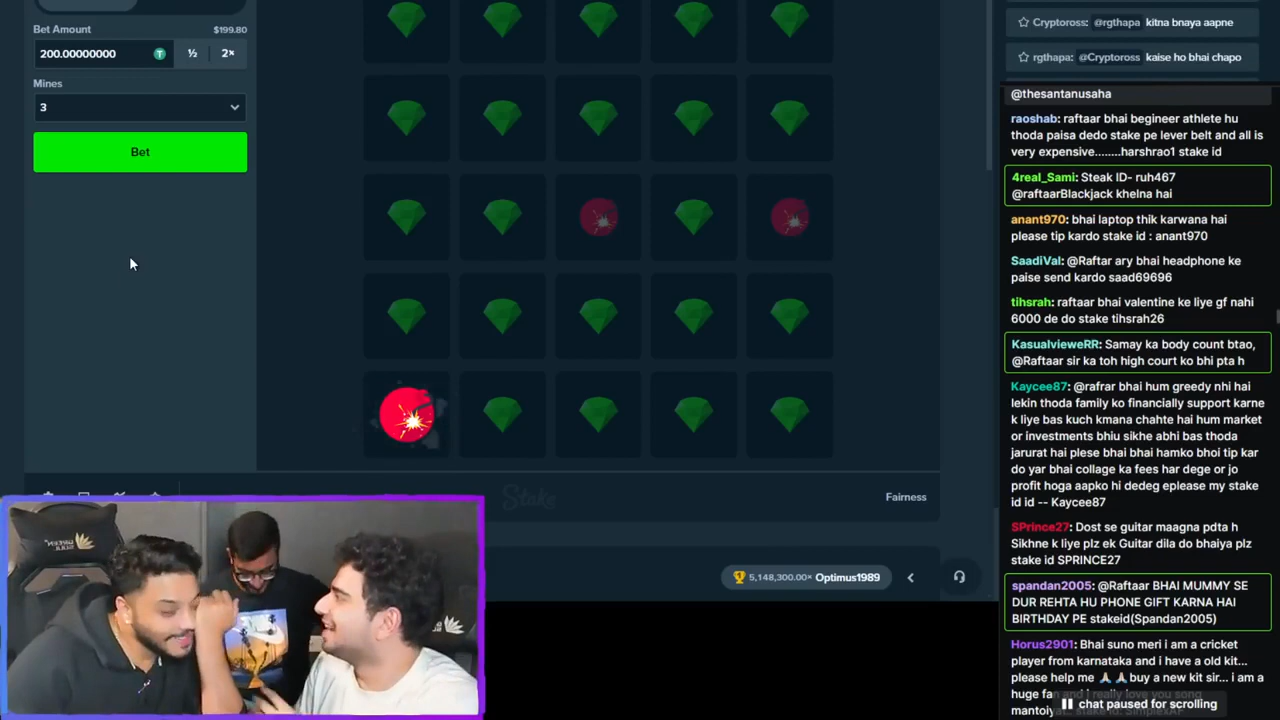 Bet Amount
$199.80
200.00000000
½
2×
Mines
3
Bet
Stake
Fairness
5,148,300.00× Optimus1989
Cryptoross: @rgthapa kitna bnaya aapne
rgthapa: @Cryptoross kaise ho bhai chapo
@thesantanusaha
raoshab: raftaar bhai begineer athlete hu
thoda paisa dedo stake pe lever belt and all is
very expensive........harshrao1 stake id
4real_Sami: Steak ID- ruh467
@raftaarBlackjack khelna hai
anant970: bhai laptop thik karwana hai
please tip kardo stake id : anant970
SaadiVal: @Raftar ary bhai headphone ke
paise send kardo saad69696
tihsrah: raftaar bhai valentine ke liye gf nahi
6000 de do stake tihsrah26
KasualvieweRR: Samay ka body count btao,
@Raftaar sir ka toh high court ko bhi pta h
Kaycee87: @rafrar bhai hum greedy nhi hai
lekin thoda family ko financially support karne
k liye bas kuch kmana chahte hai hum market
or investments bhiu sikhe abhi bas thoda
jarurat hai plese bhai bhai hamko bhoi tip kar
do yar bhai collage ka fees har dege or jo
profit hoga aapko hi dedeg eplease my stake
id id -- Kaycee87
SPrince27: Dost se guitar maagna pdta h
Sikhne k liye plz ek Guitar dila do bhaiya plz
stake id SPRINCE27
spandan2005: @Raftaar BHAI MUMMY SE
DUR REHTA HU PHONE GIFT KARNA HAI
BIRTHDAY PE stakeid(Spandan2005)
Horus2901: Bhai suno meri i am a cricket
player from karnataka and i have a old kit...
please help me 🙏🙏 buy a new kit sir... i am a
huge fan and i really love you song
chat paused for scrolling